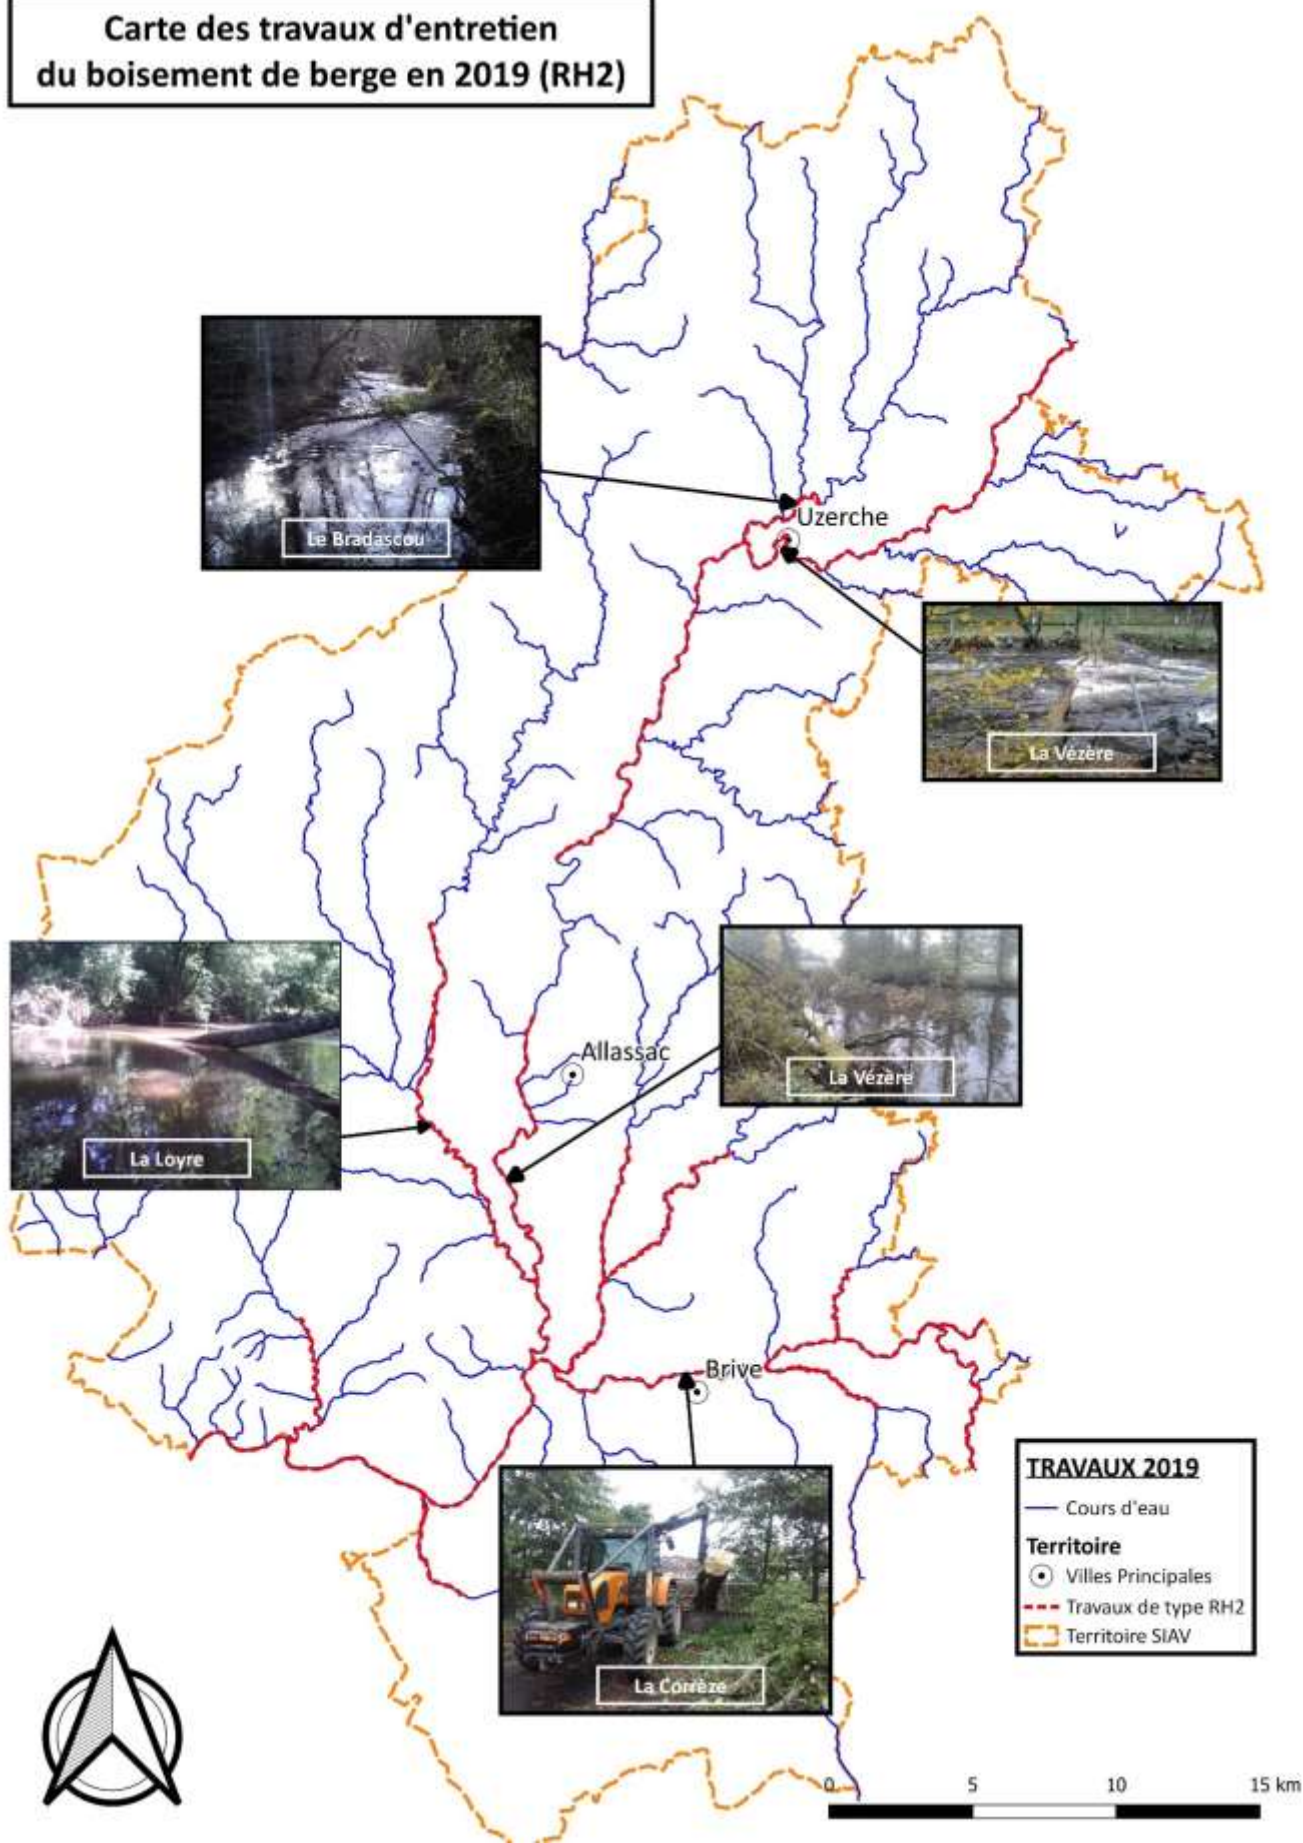 Carte des travaux d'entretien
du boisement de berge en 2019 (RH2)
Le Bradascou
Uzerche
La Vézère
Allassac
La Vézère
La Loyre
Brive
La Corrèze
TRAVAUX 2019
Cours d'eau
Territoire
Villes Principales
Travaux de type RH2
Territoire SIAV
0 5 10 15 km